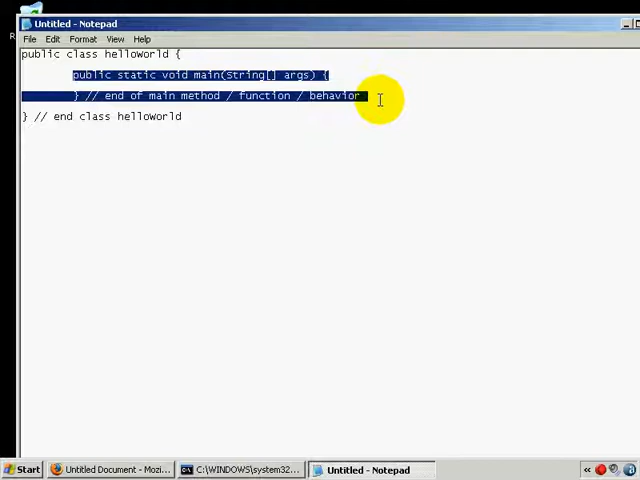 Untitled - Notepad
File Edit Format View Help
public class helloWorld {
public static void main(String[] args) {
} // end of main method / function / behavior
} // end class helloWorld
Start
Untitled Document - Mozi...
C:\WINDOWS\system32...
Untitled - Notepad